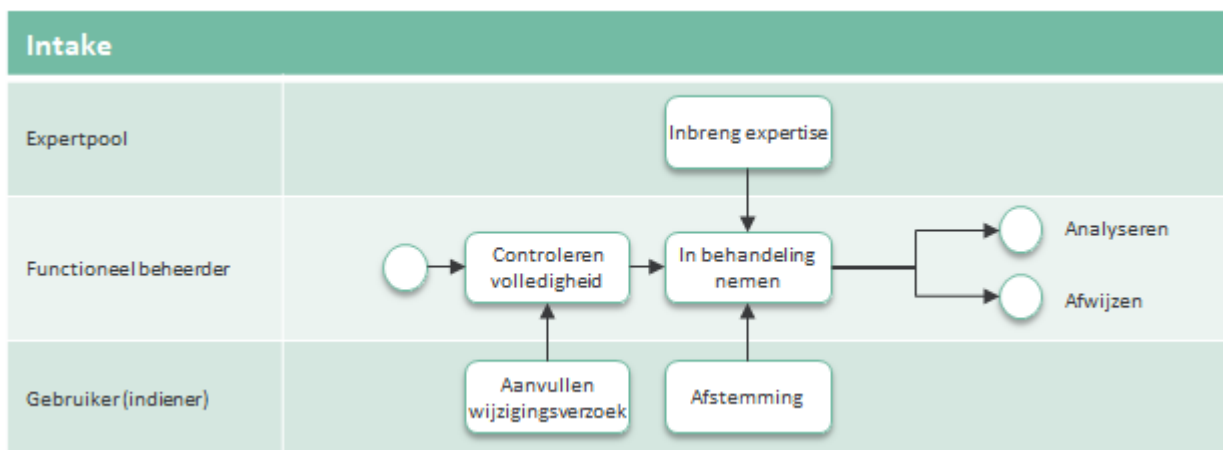 Intake
Expertpool
Inbreng expertise
Functioneel beheerder
Controleren
volledigheid
In behandeling
nemen
Analyseren
Afwijzen
Gebruiker (indiener)
Aanvullen
wijzigingsverzoek
Afstemming